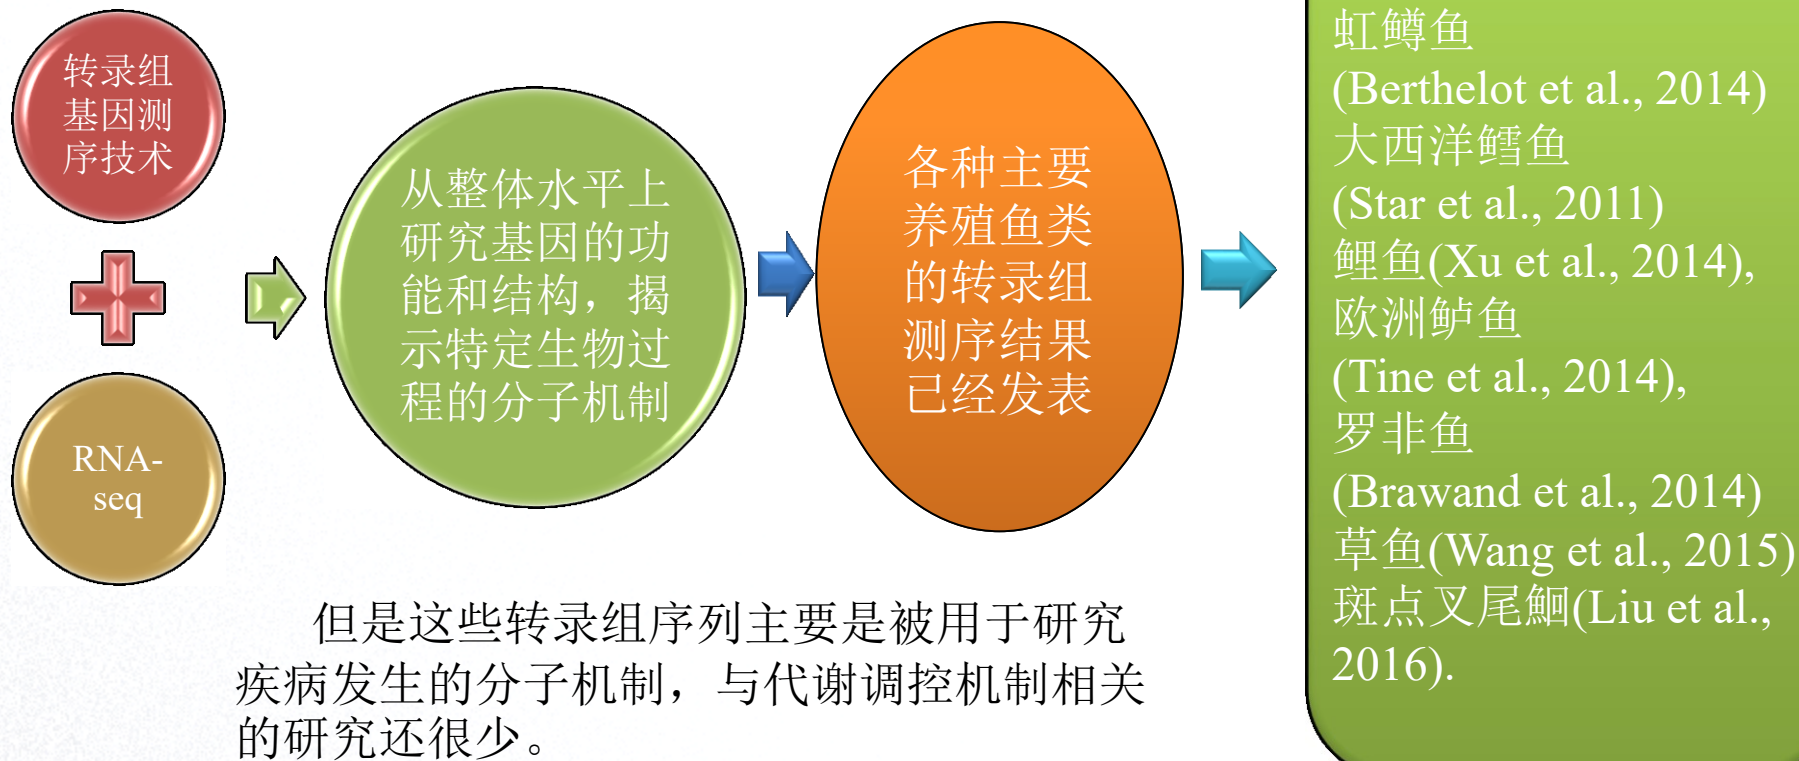 转录组
基因测
序技术
RNA-
seq
从整体水平上
研究基因的功
能和结构，揭
示特定生物过
程的分子机制
各种主要
养殖鱼类
的转录组
测序结果
已经发表
虹鳟鱼
(Berthelot et al., 2014)
大西洋鳕鱼
(Star et al., 2011)
鲤鱼(Xu et al., 2014),
欧洲鲈鱼
(Tine et al., 2014),
罗非鱼
(Brawand et al., 2014)
草鱼(Wang et al., 2015)
斑点叉尾鮰(Liu et al.,
2016).
但是这些转录组序列主要是被用于研究
疾病发生的分子机制，与代谢调控机制相关
的研究还很少。